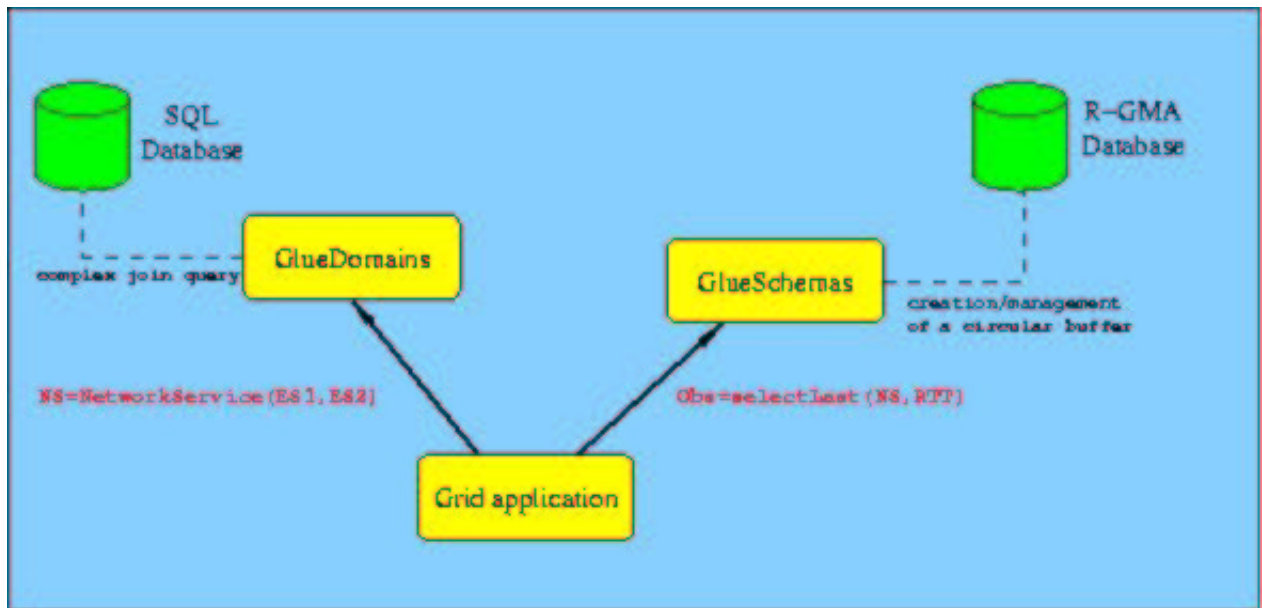 SQL
Database
R-GMA
Database
GlueDomains
complex join query
GlueSchemas
creation/management
of a circular buffer
NS=NetworkService(ES1,ES2)
Obs=selectLast(NS,RTT)
Grid application